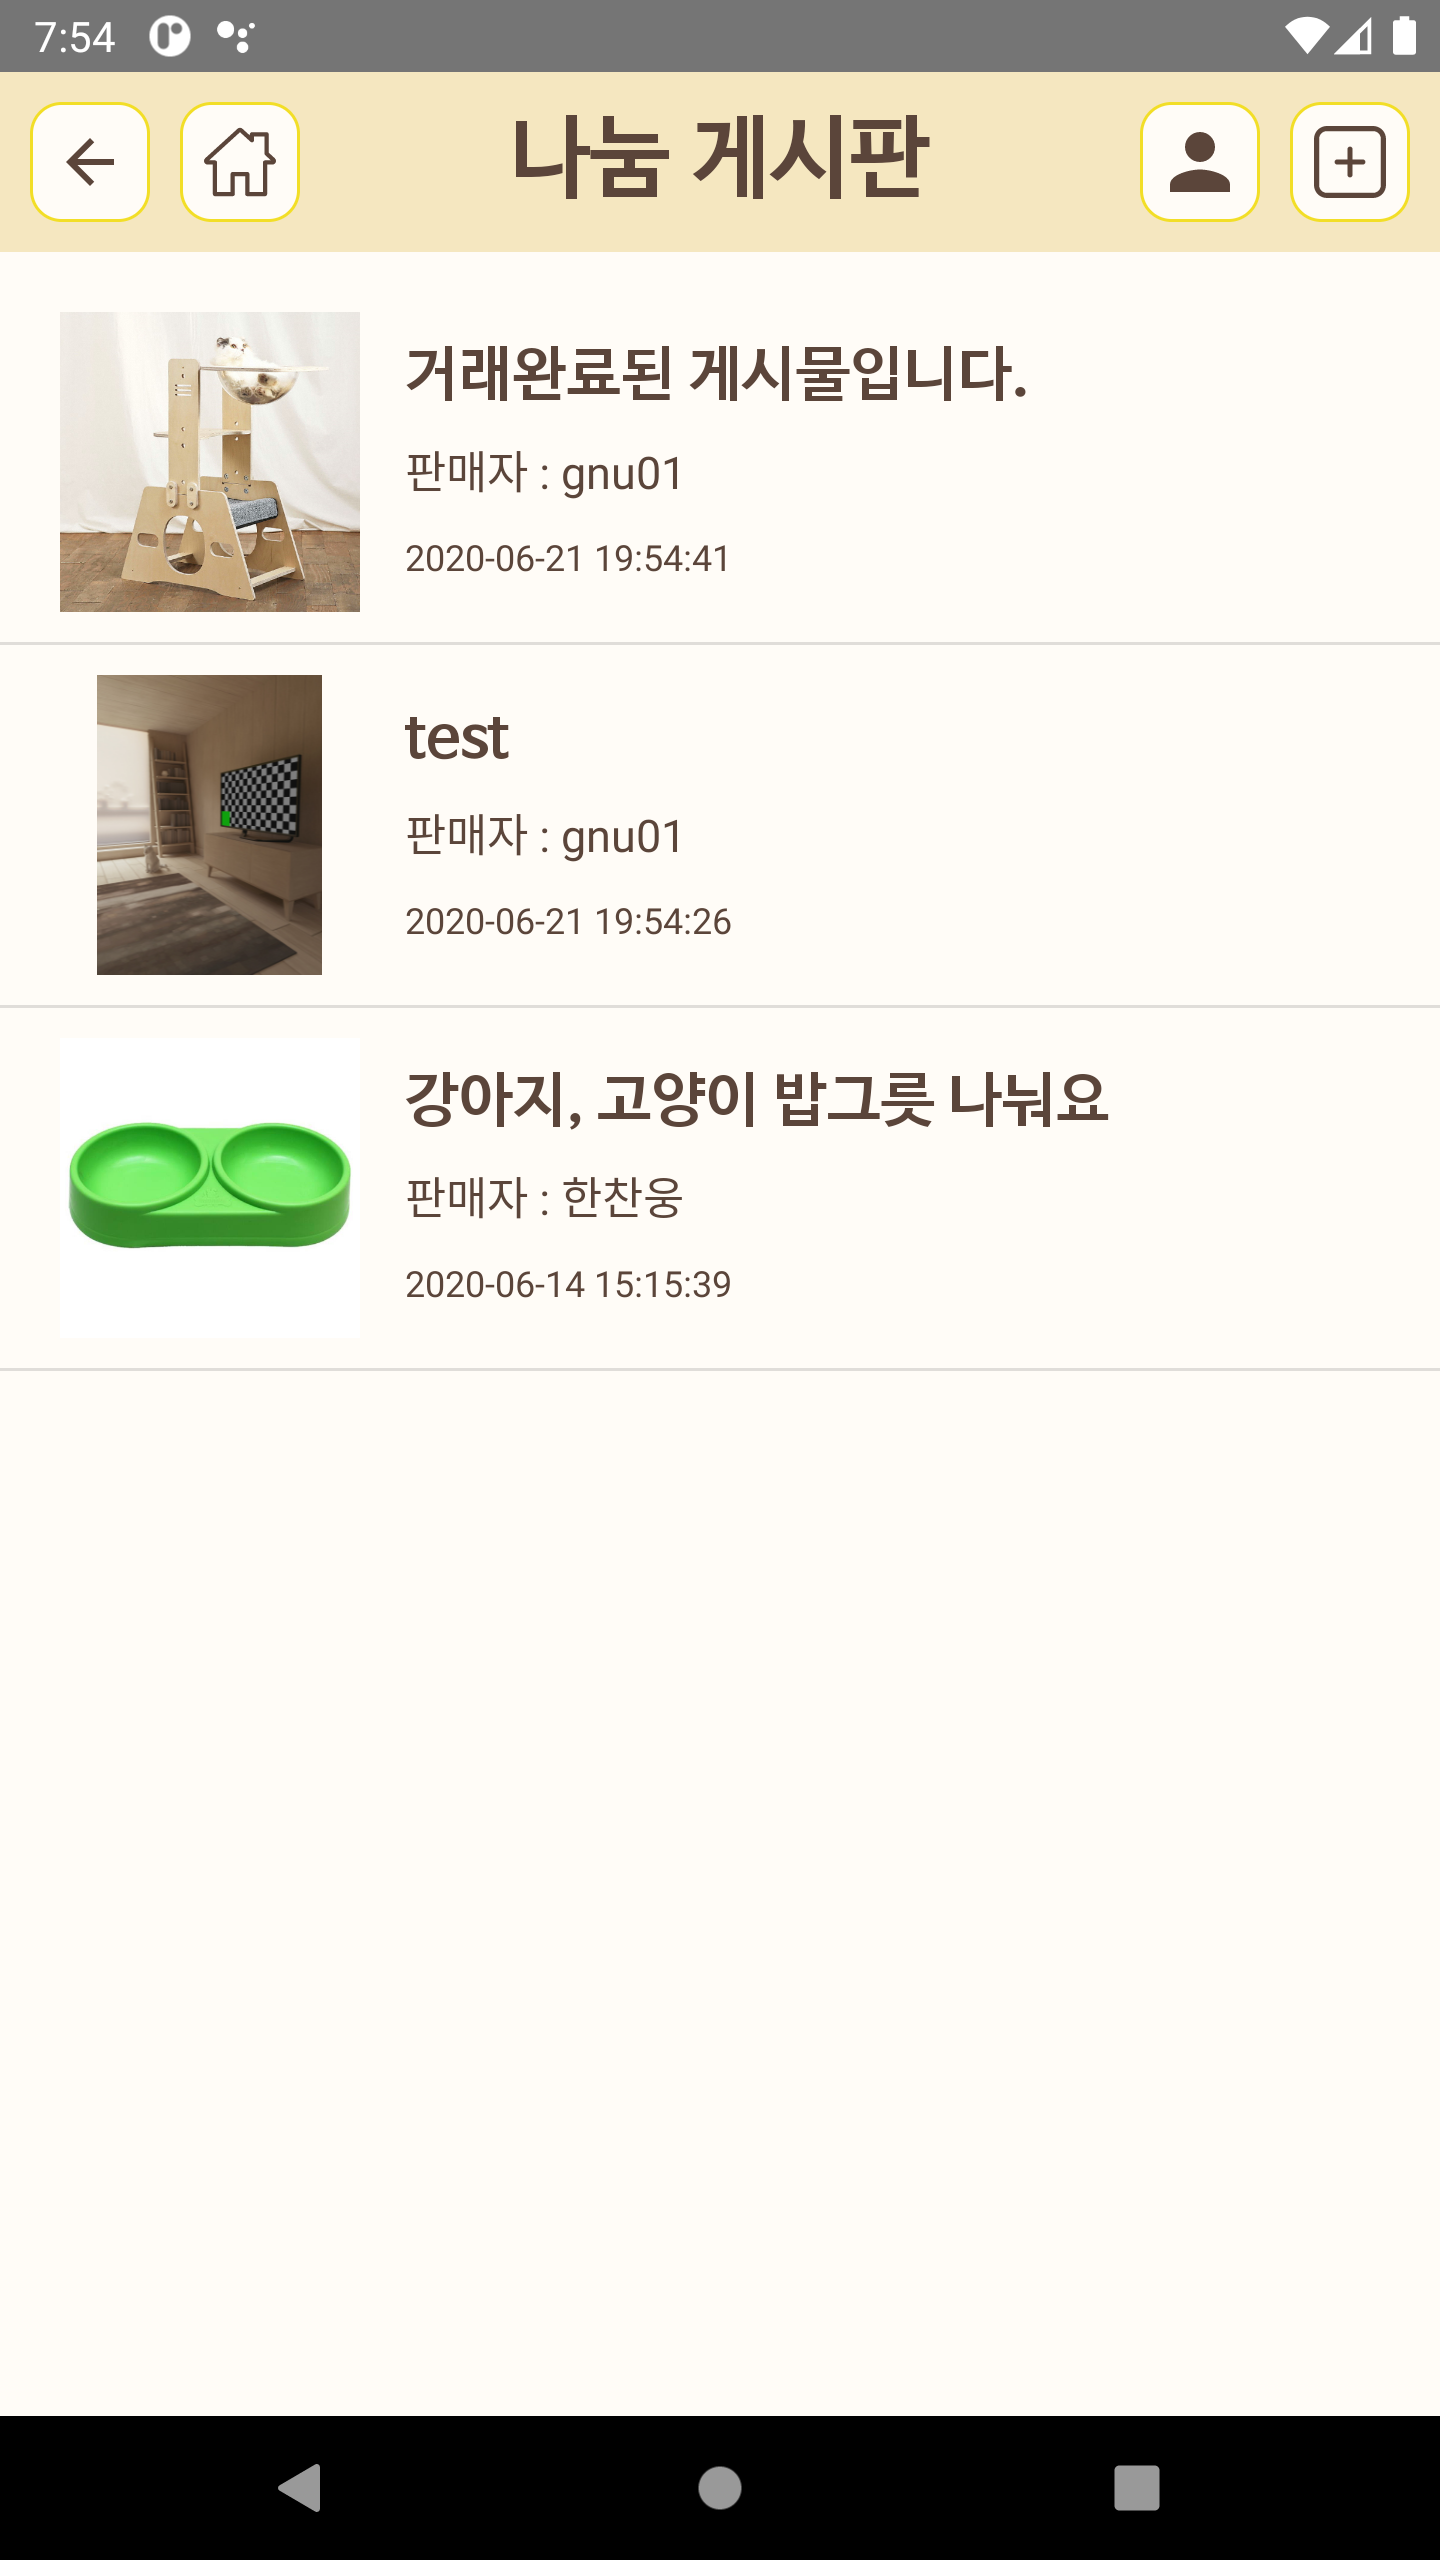 7:54
나눔 게시판
거래완료된 게시물입니다.
판매자 : gnu01
2020-06-21 19:54:41
test
판매자 : gnu01
2020-06-21 19:54:26
강아지, 고양이 밥그릇 나눠요
판매자 : 한찬웅
2020-06-14 15:15:39